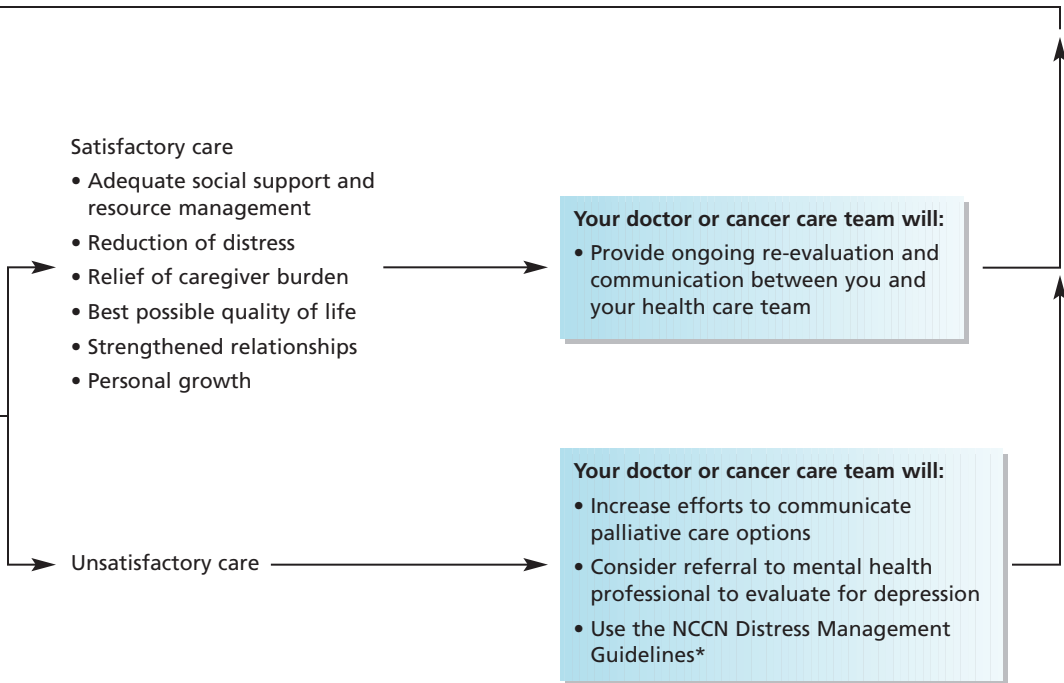 Satisfactory care
• Adequate social support and
resource management
• Reduction of distress
• Relief of caregiver burden
• Best possible quality of life
• Strengthened relationships
• Personal growth
Your doctor or cancer care team will:
• Provide ongoing re-evaluation and
communication between you and
your health care team
Unsatisfactory care
Your doctor or cancer care team will:
• Increase efforts to communicate
palliative care options
• Consider referral to mental health
professional to evaluate for depression
• Use the NCCN Distress Management
Guidelines*